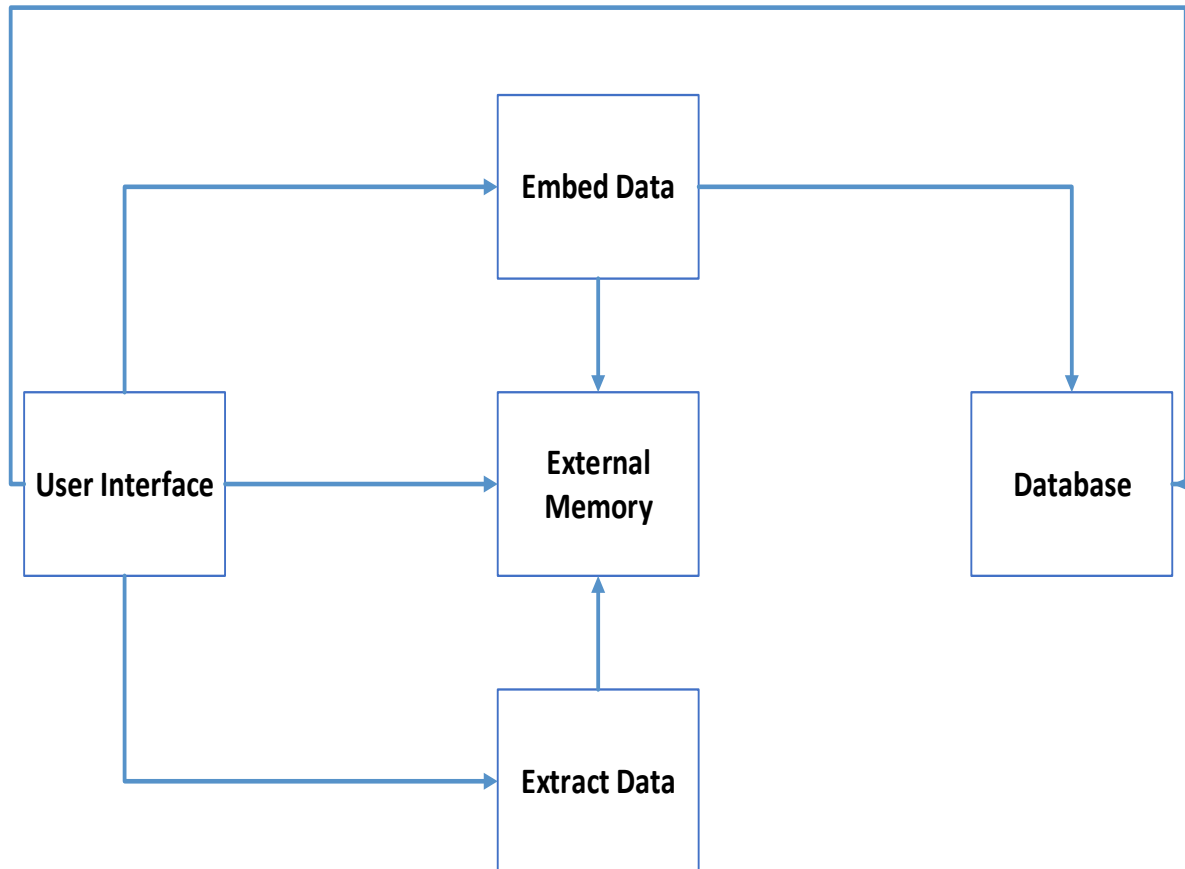 Embed Data
User Interface
External
Memory
Database
Extract Data